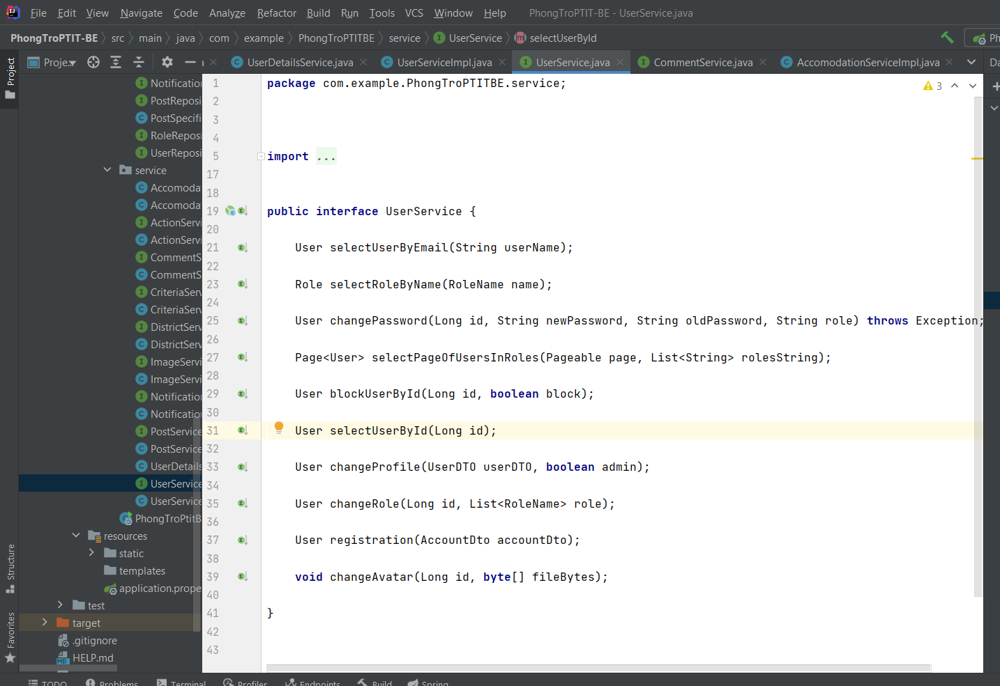 File Edit View Navigate Code Analyze Refactor Build Run Tools VCS Window Help PhongTroPTIT-BE - UserService.java
PhongTroPTIT-BE src main java com example PhongTroPTITBE service UserService selectUserById Ph
Proje... UserDetailsService.java UserServiceImpl.java UserService.java CommentService.java AccomodationServiceImpl.java Da
Project
Structure
Favorites
Notification
PostReposi
PostSpecifi
RoleReposi
UserReposi
service
Accomoda
Accomoda
ActionServi
ActionServi
CommentS
CommentS
CriteriaServ
CriteriaServ
DistrictServ
DistrictServ
ImageServi
ImageServi
Notification
Notification
PostService
PostService
UserDetails
UserService
UserService
PhongTroPtitB
resources
static
templates
application.prope
test
target
.gitignore
HELP.md
3
1 package com.example.PhongTroPTITBE.service;
2
3
4
5 import ...
17
18
19 public interface UserService {
20
21 User selectUserByEmail(String userName);
22
23 Role selectRoleByName(RoleName name);
24
25 User changePassword(Long id, String newPassword, String oldPassword, String role) throws Exception;
26
27 Page<User> selectPageOfUsersInRoles(Pageable page, List<String> rolesString);
28
29 User blockUserById(Long id, boolean block);
30
31 User selectUserById(Long id);
32
33 User changeProfile(UserDTO userDTO, boolean admin);
34
35 User changeRole(Long id, List<RoleName> role);
36
37 User registration(AccountDto accountDto);
38
39 void changeAvatar(Long id, byte[] fileBytes);
40
41 }
42
43
TODO Problems Terminal Profiler Endpoints Build Spring